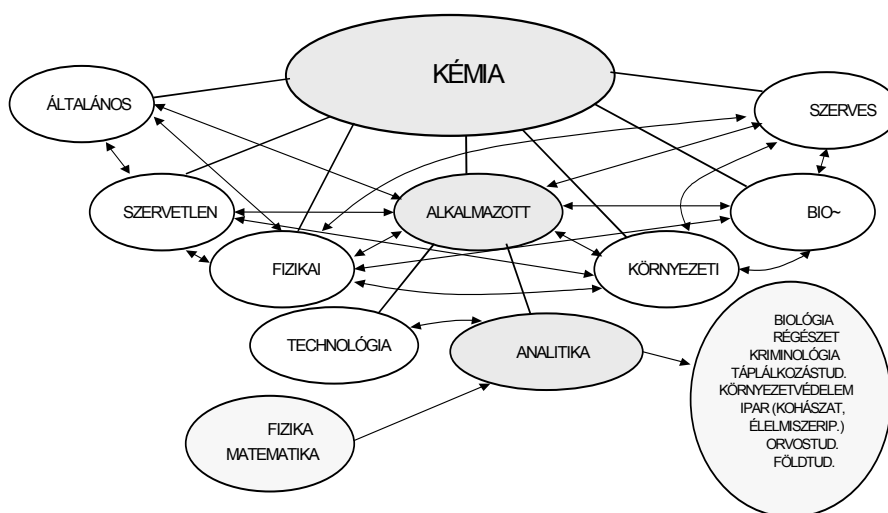 KÉMIA
ÁLTALÁNOS
SZERVES
SZERVETLEN
ALKALMAZOTT
BIO~
FIZIKAI
KÖRNYEZETI
TECHNOLÓGIA
ANALITIKA
BIOLÓGIA
RÉGÉSZET
KRIMINOLÓGIA
TÁPLÁLKOZÁSTUD.
KÖRNYEZETVÉDELEM
IPAR (KOHÁSZAT,
ÉLELMISZERIP.)
ORVOSTUD.
FÖLDTUD.
FIZIKA
MATEMATIKA